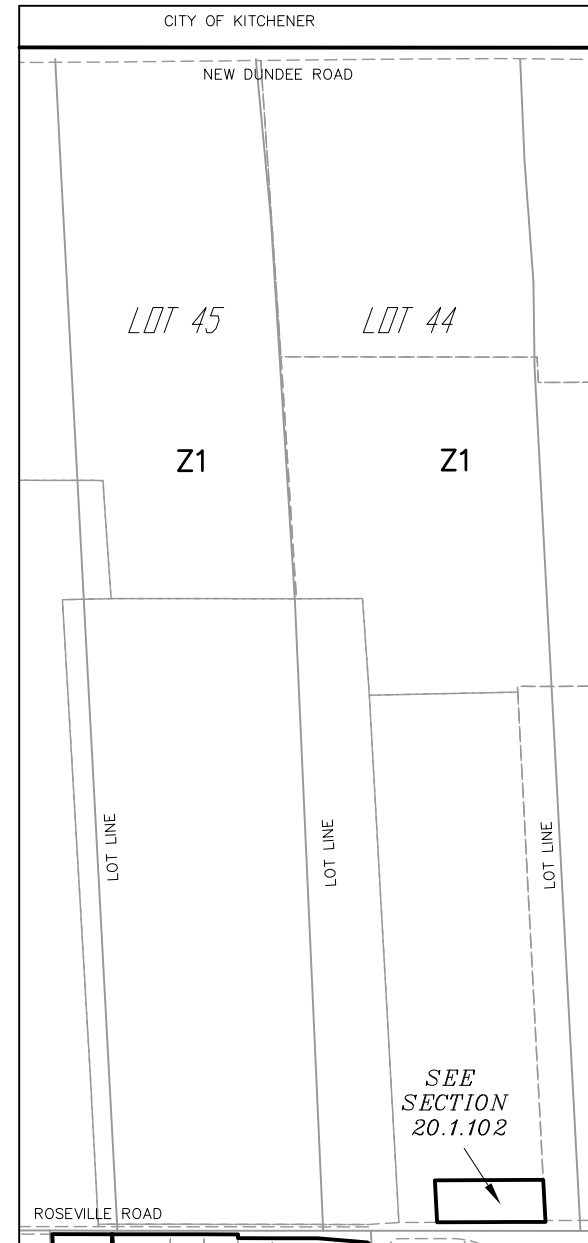 CITY OF KITCHENER
NEW DUNDEE ROAD
LOT 45
LOT 44
Z1
Z1
LOT LINE
LOT LINE
LOT LINE
SEE
SECTION
20.1.102
ROSEVILLE ROAD